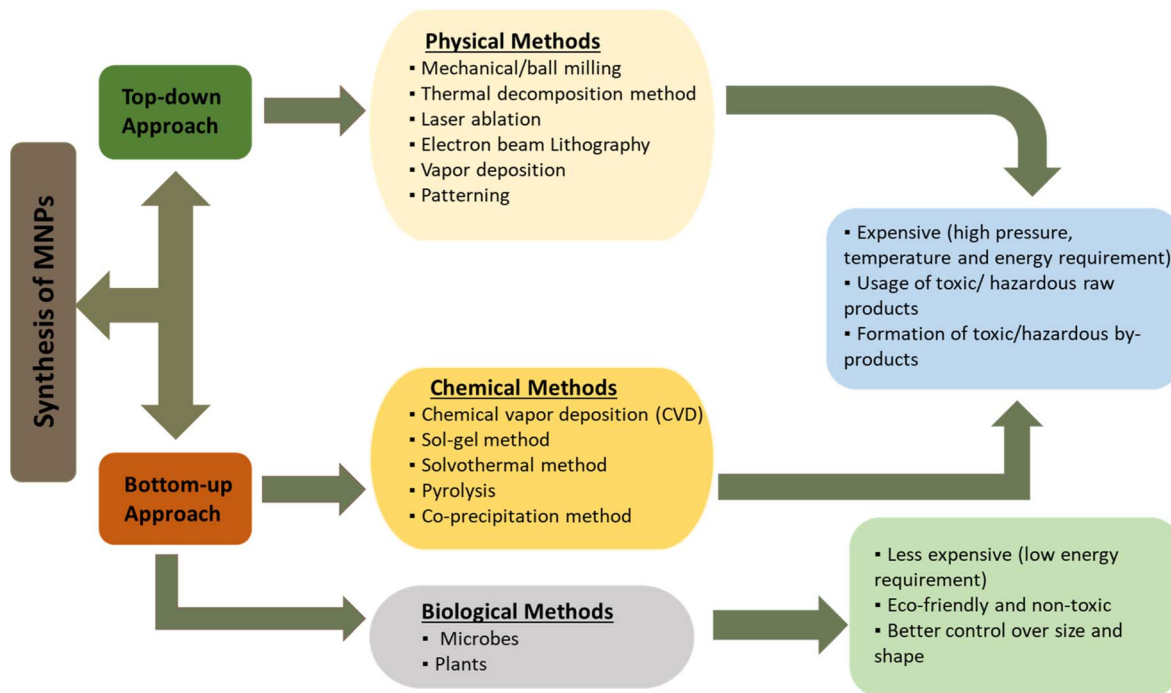 Synthesis of MNPs
Top-down
Approach
Physical Methods
▪ Mechanical/ball milling
▪ Thermal decomposition method
▪ Laser ablation
▪ Electron beam Lithography
▪ Vapor deposition
▪ Patterning
▪ Expensive (high pressure,
temperature and energy requirement)
▪ Usage of toxic/ hazardous raw
products
▪ Formation of toxic/hazardous by-
products
Bottom-up
Approach
Chemical Methods
▪ Chemical vapor deposition (CVD)
▪ Sol-gel method
▪ Solvothermal method
▪ Pyrolysis
▪ Co-precipitation method
Biological Methods
▪ Microbes
▪ Plants
▪ Less expensive (low energy
requirement)
▪ Eco-friendly and non-toxic
▪ Better control over size and
shape